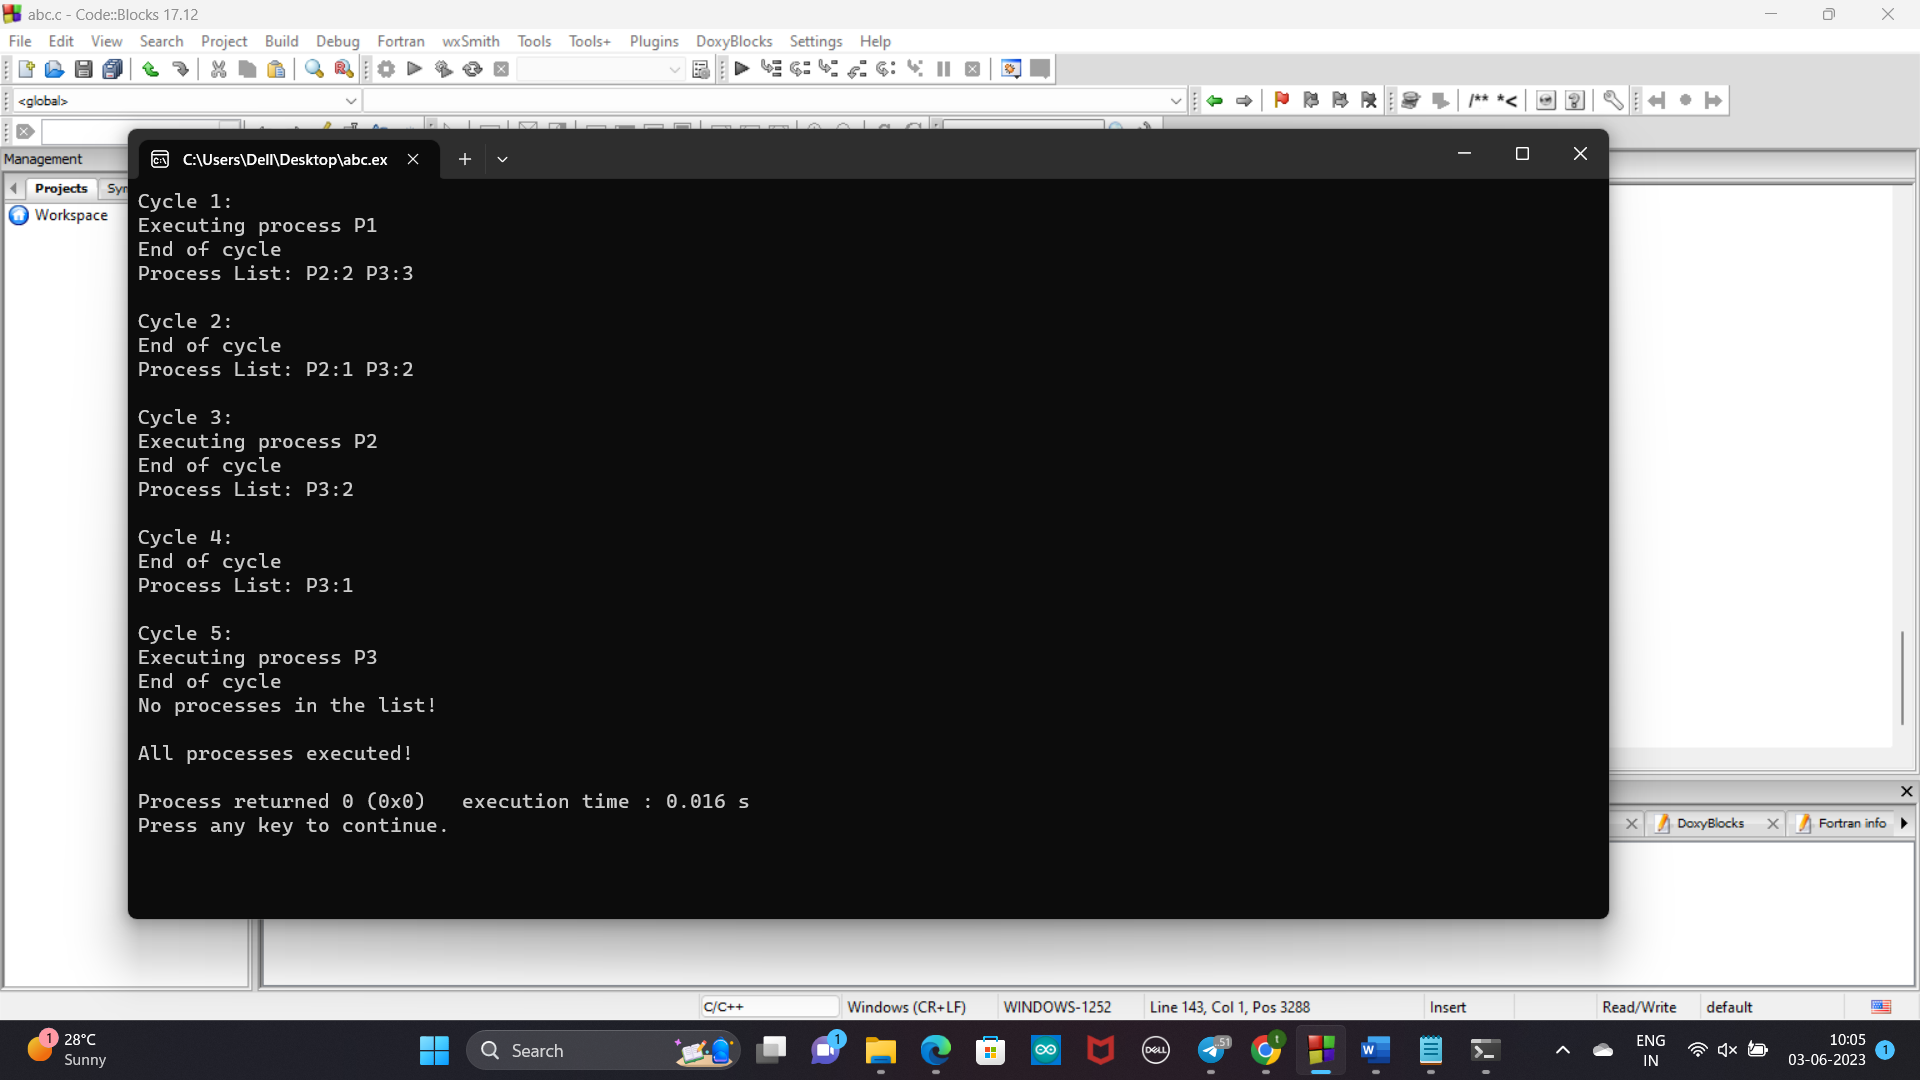 abc.c - Code::Blocks 17.12
File Edit View Search Project Build Debug Fortran wxSmith Tools Tools+ Plugins DoxyBlocks Settings Help
<global>
/** *<
Management
Projects
Workspace
C:\Users\Dell\Desktop\abc.ex
Cycle 1:
Executing process P1
End of cycle
Process List: P2:2 P3:3
Cycle 2:
End of cycle
Process List: P2:1 P3:2
Cycle 3:
Executing process P2
End of cycle
Process List: P3:2
Cycle 4:
End of cycle
Process List: P3:1
Cycle 5:
Executing process P3
End of cycle
No processes in the list!
All processes executed!
Process returned 0 (0x0)   execution time : 0.016 s
Press any key to continue.
DoxyBlocks
Fortran info
C/C++ Windows (CR+LF) WINDOWS-1252 Line 143, Col 1, Pos 3288 Insert Read/Write default
1
28°C
Sunny
Search
1
DELL
51
t
W
ENG
IN
10:05
03-06-2023
1